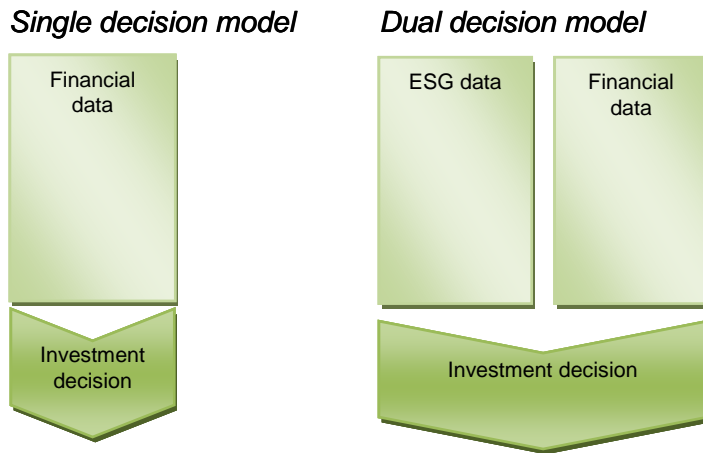 Single decision model
Dual decision model
Financial
data
ESG data
Financial
data
Investment
decision
Investment decision